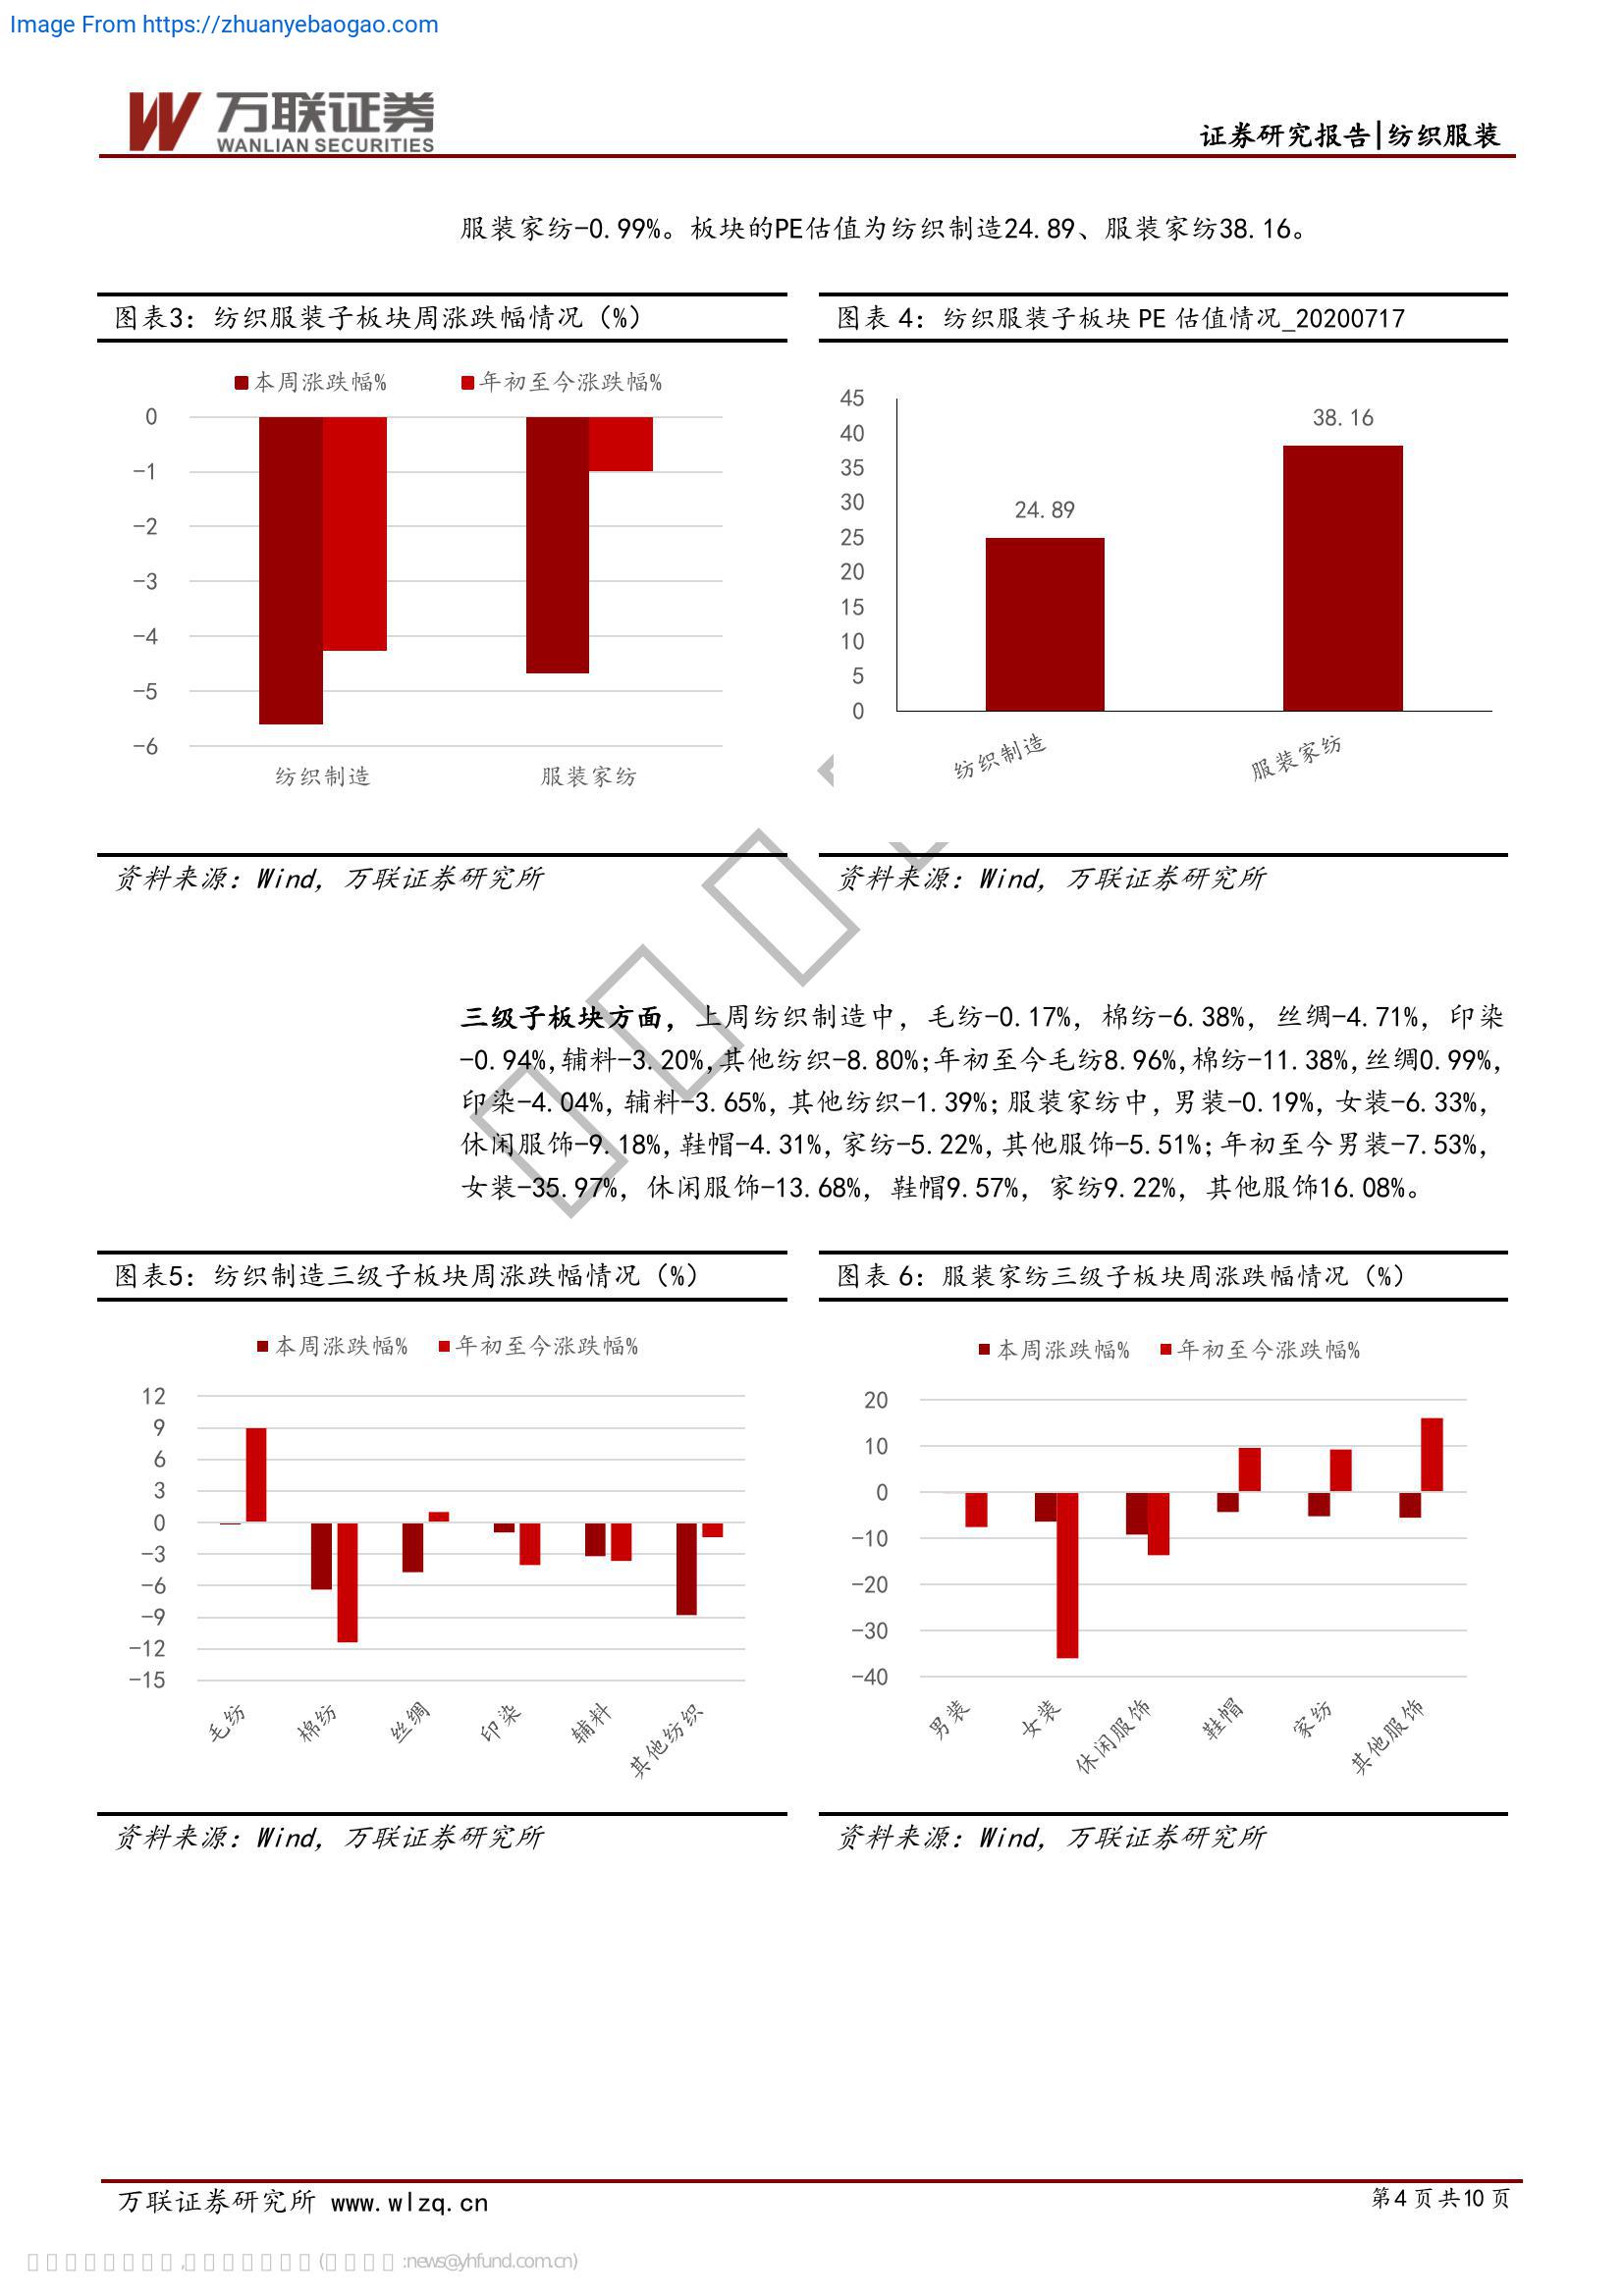 Image From https://zhuanyebaogao.com
万联证券
WANLIAN SECURITIES
证券研究报告|纺织服装
服装家纺-0.99%。板块的PE估值为纺织制造24.89、服装家纺38.16。
图表3：纺织服装子板块周涨跌幅情况（%）
本周涨跌幅% 年初至今涨跌幅%
0
-1
-2
-3
-4
-5
-6
纺织制造 服装家纺
资料来源：Wind，万联证券研究所
图表 4：纺织服装子板块 PE 估值情况_20200717
45
40
35
30
25
20
15
10
5
0
24.89
38.16
纺织制造 服装家纺
资料来源：Wind，万联证券研究所
三级子板块方面，上周纺织制造中，毛纺-0.17%，棉纺-6.38%，丝绸-4.71%，印染
-0.94%,辅料-3.20%,其他纺织-8.80%;年初至今毛纺8.96%,棉纺-11.38%,丝绸0.99%,
印染-4.04%,辅料-3.65%,其他纺织-1.39%;服装家纺中,男装-0.19%,女装-6.33%,
休闲服饰-9.18%,鞋帽-4.31%,家纺-5.22%,其他服饰-5.51%;年初至今男装-7.53%,
女装-35.97%，休闲服饰-13.68%，鞋帽9.57%，家纺9.22%，其他服饰16.08%。
图表5：纺织制造三级子板块周涨跌幅情况（%）
本周涨跌幅% 年初至今涨跌幅%
12
9
6
3
0
-3
-6
-9
-12
-15
毛纺 棉纺 丝绸 印染 辅料 其他纺织
资料来源：Wind，万联证券研究所
图表 6：服装家纺三级子板块周涨跌幅情况（%）
本周涨跌幅% 年初至今涨跌幅%
20
10
0
-10
-20
-30
-40
男装 女装 休闲服饰 鞋帽 家纺 其他服饰
资料来源：Wind，万联证券研究所
万联证券研究所 www.wlzq.cn
第 4 页 共 10 页
:news@yhfund.com.cn)